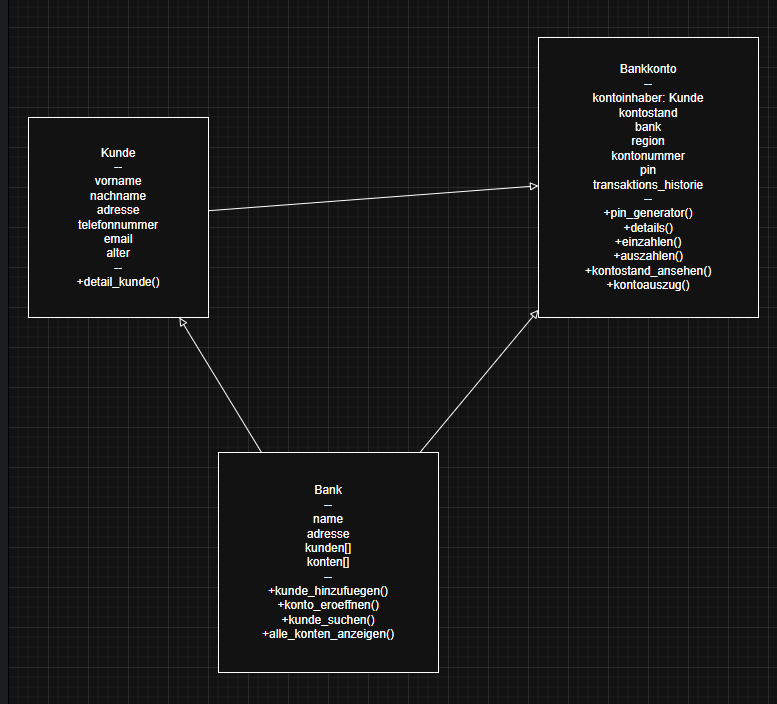 Kunde
--
vorname
nachname
adresse
telefonnummer
email
alter
--
+detail_kunde()
Bankkonto
--
kontoinhaber: Kunde
kontostand
bank
region
kontonummer
pin
transaktions_historie
--
+pin_generator()
+details()
+einzahlen()
+auszahlen()
+kontostand_ansehen()
+kontoauszug()
Bank
--
name
adresse
kunden[]
konten[]
--
+kunde_hinzufuegen()
+konto_eroeffnen()
+kunde_suchen()
+alle_konten_anzeigen()